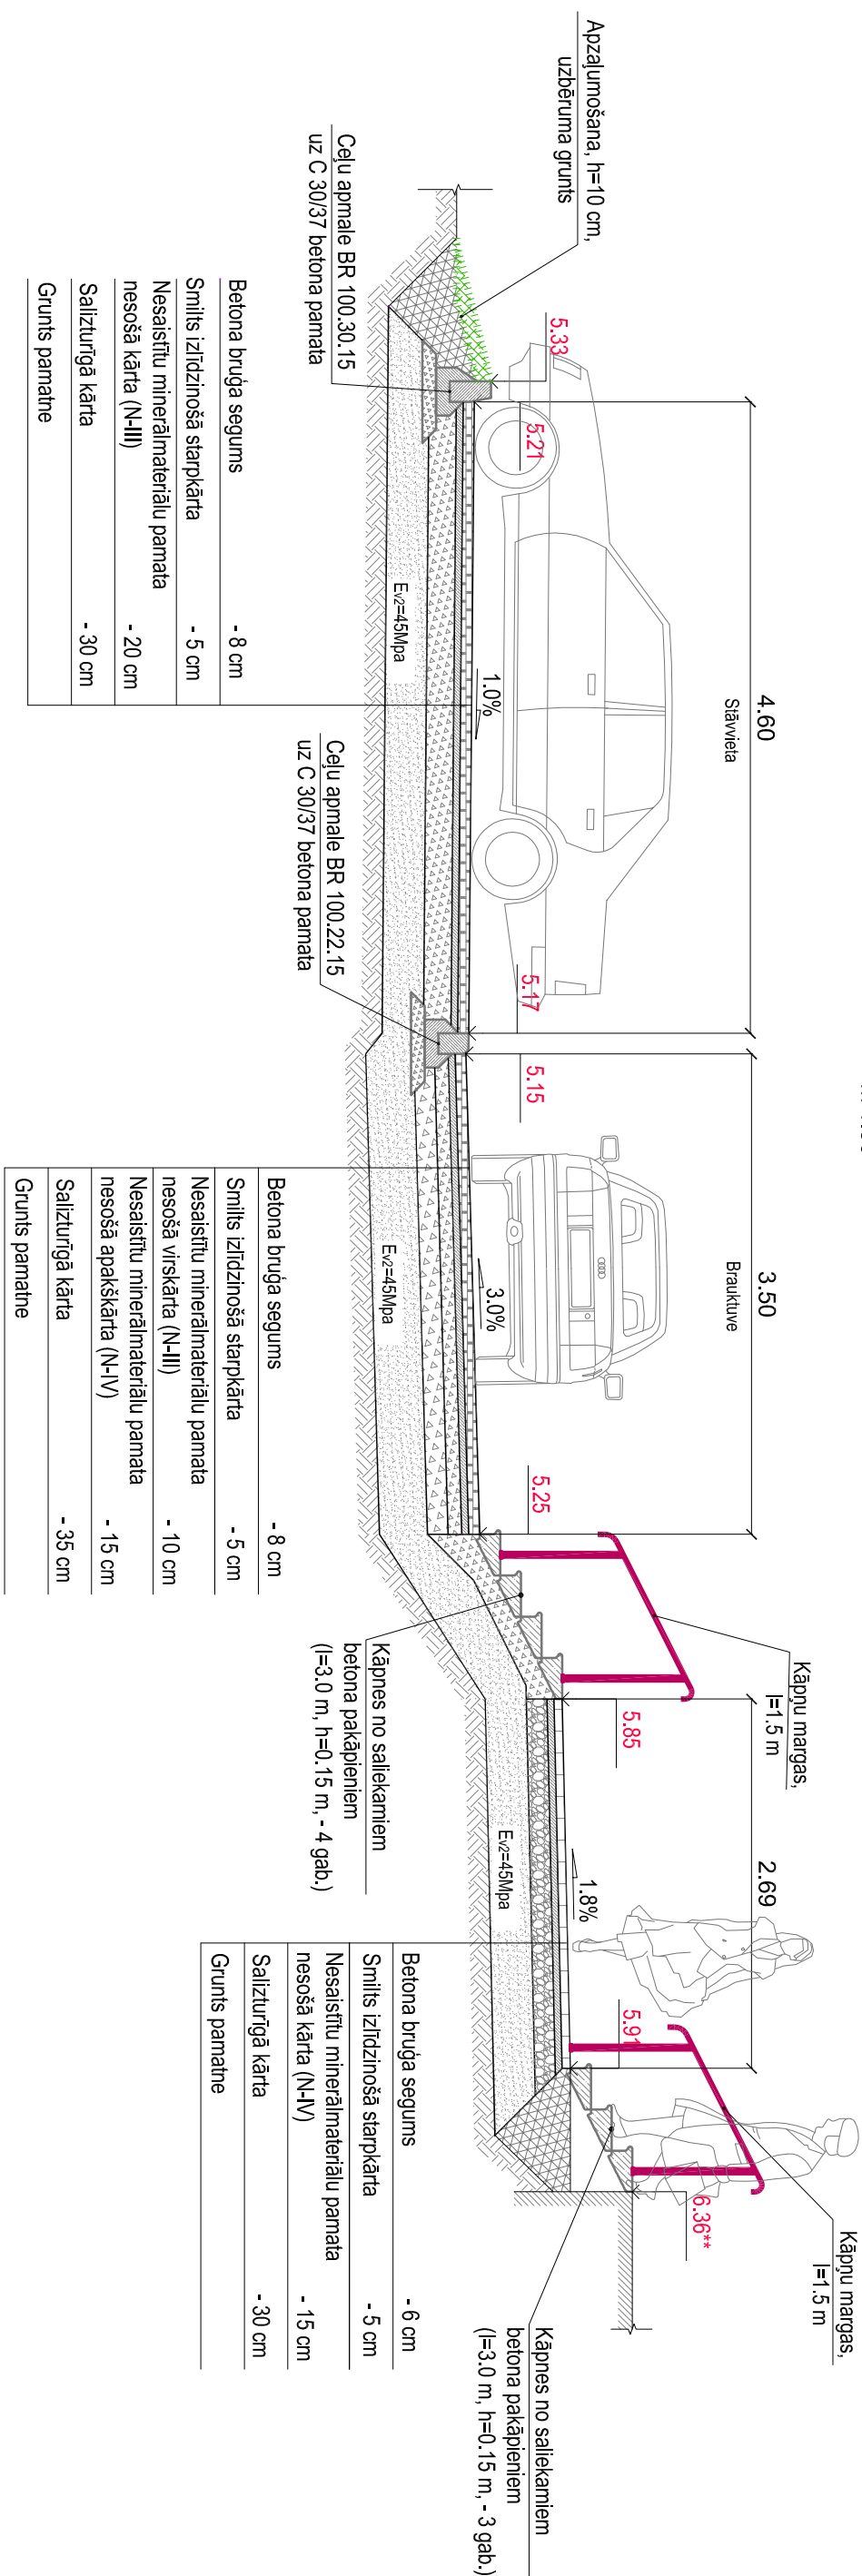 Apzaļumošana, h=10 cm,
uzbēruma grunts
Ceļu apmale BR 100.30.15
uz C 30/37 betona pamata
5.33
5.21
4.60
Stāvvieta
1.0%
Ev2=45Mpa
Betona bruģa segums - 8 cm
Smilts izlīdzinošā starpkārta - 5 cm
Nesaistītu minerālmateriālu pamata
nesošā kārta (N-III) - 20 cm
Salizturīgā kārta - 30 cm
Grunts pamatne
Ceļu apmale BR 100.22.15
uz C 30/37 betona pamata
5.17
5.15
3.50
Brauktuve
3.0%
Ev2=45Mpa
5.25
Betona bruģa segums - 8 cm
Smilts izlīdzinošā starpkārta - 5 cm
Nesaistītu minerālmateriālu pamata
nesošā virskārta (N-III) - 10 cm
Nesaistītu minerālmateriālu pamata
nesošā apakškārta (N-IV) - 15 cm
Salizturīgā kārta - 35 cm
Grunts pamatne
Kāpņu margas,
l=1.5 m
Kāpnes no saliekamiem
betona pakāpieniem
(l=3.0 m, h=0.15 m, - 4 gab.)
5.85
2.69
1.8%
Ev2=45Mpa
5.91
Betona bruģa segums - 6 cm
Smilts izlīdzinošā starpkārta - 5 cm
Nesaistītu minerālmateriālu pamata
nesošā kārta (N-IV) - 15 cm
Salizturīgā kārta - 30 cm
Grunts pamatne
6.36**
Kāpņu margas,
l=1.5 m
Kāpnes no saliekamiem
betona pakāpieniem
(l=3.0 m, h=0.15 m, - 3 gab.)